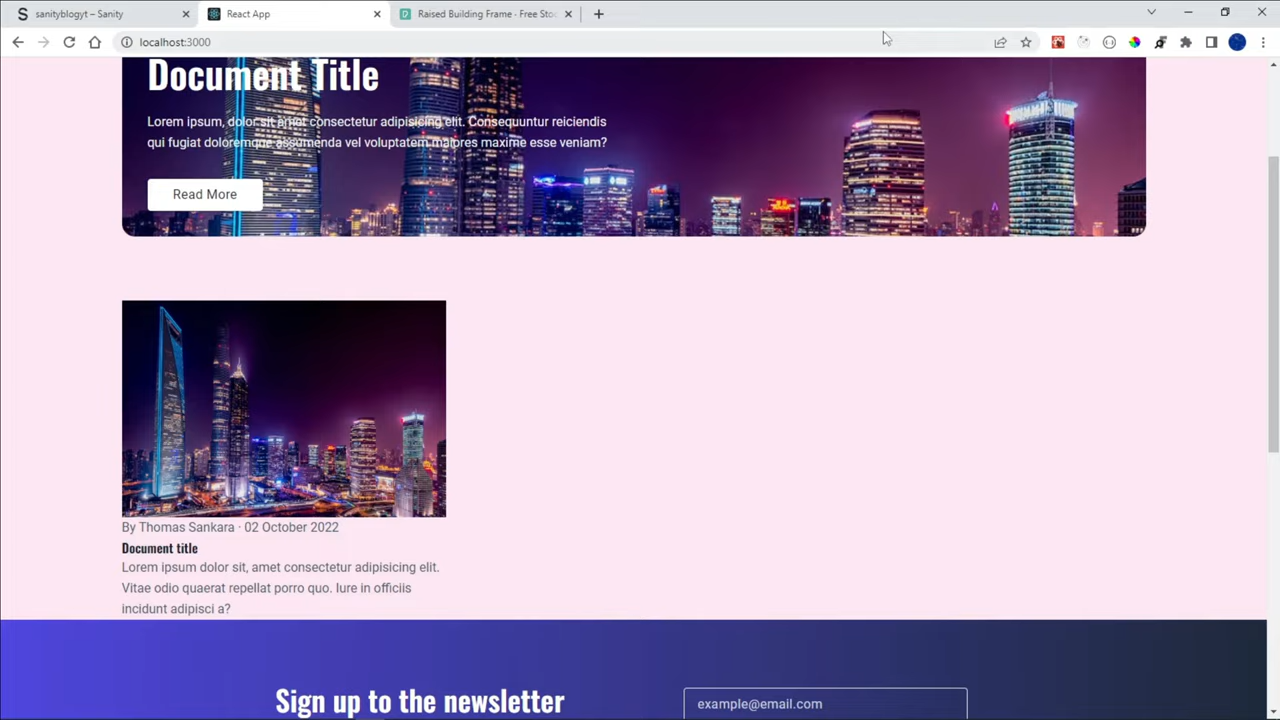 sanityblogyt – Sanity
React App
Raised Building Frame - Free Sto
localhost:3000
Document Title
Lorem ipsum, dolor sit amet consectetur adipisicing elit. Consequuntur reiciendis
qui fugiat doloremque assumenda vel voluptatem maiores maxime esse veniam?
Read More
By Thomas Sankara · 02 October 2022
Document title
Lorem ipsum dolor sit, amet consectetur adipisicing elit.
Vitae odio quaerat repellat porro quo. Iure in officiis
incidunt adipisci a?
Sign up to the newsletter
example@email.com